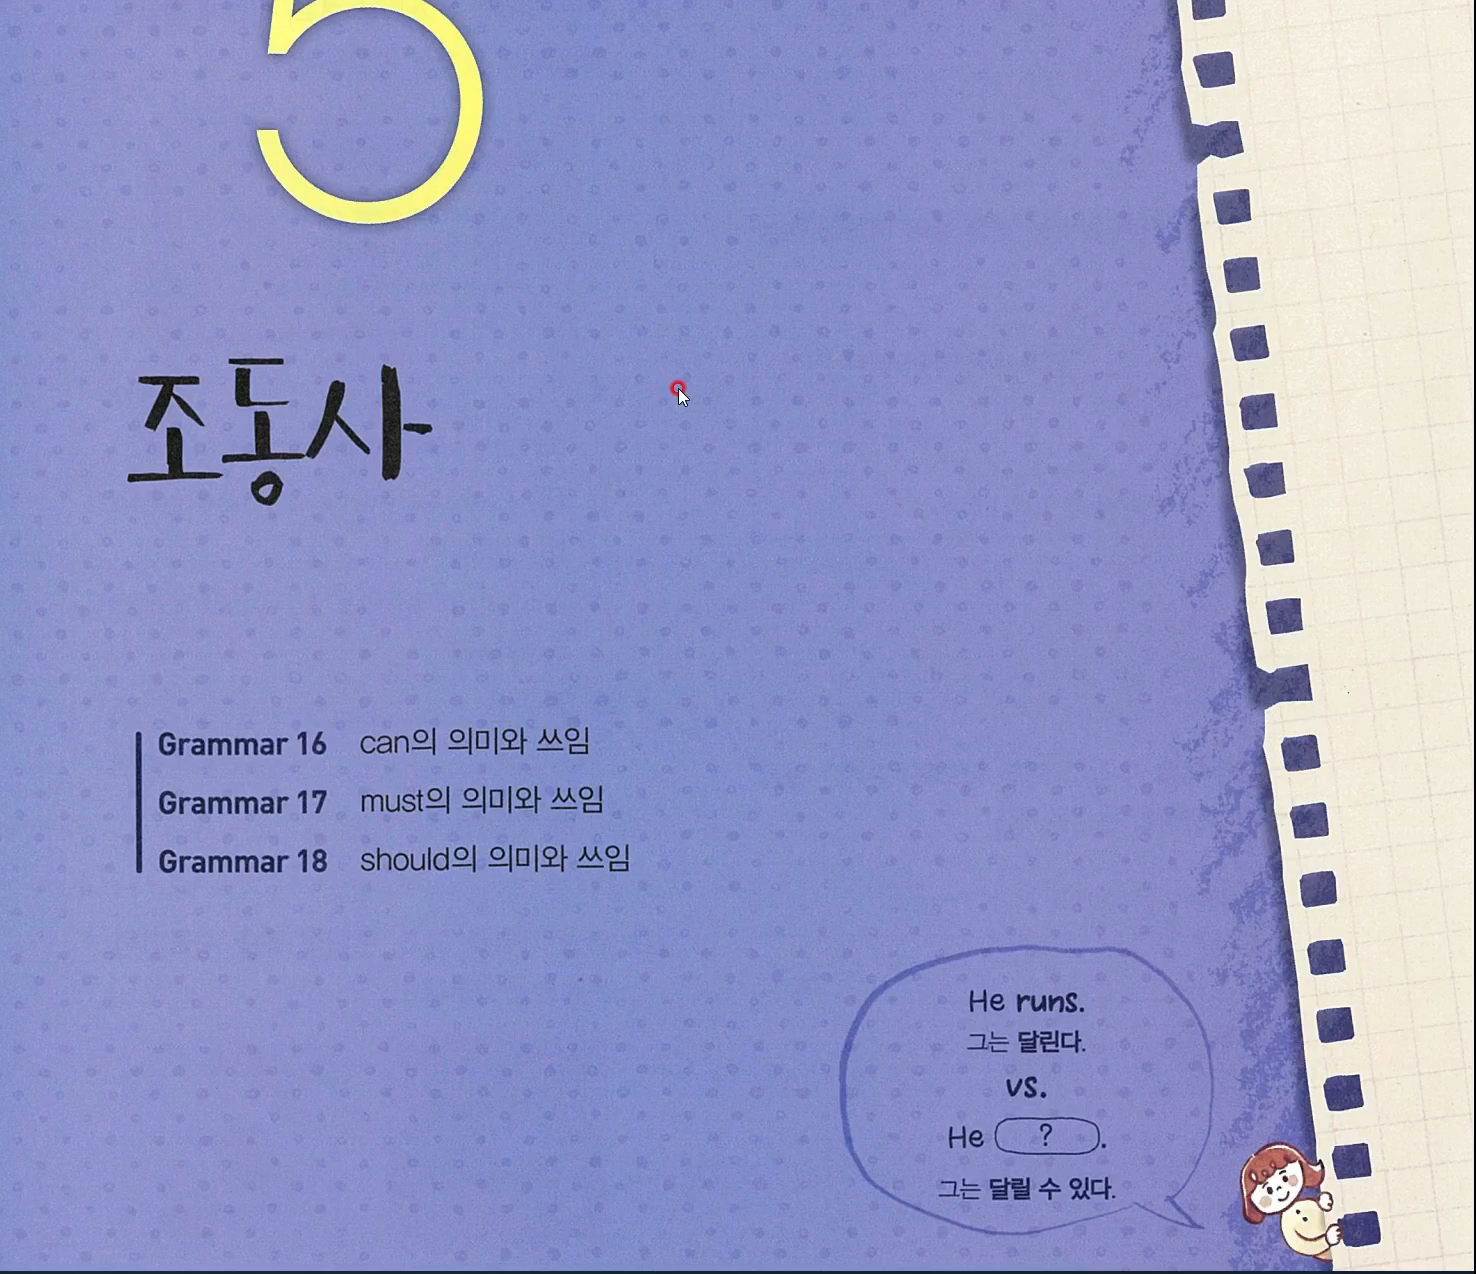 5
조동사
Grammar 16 can의 의미와 쓰임
Grammar 17 must의 의미와 쓰임
Grammar 18 should의 의미와 쓰임
He runs.
그는 달린다.
vs.
He ( ? ).
그는 달릴 수 있다.